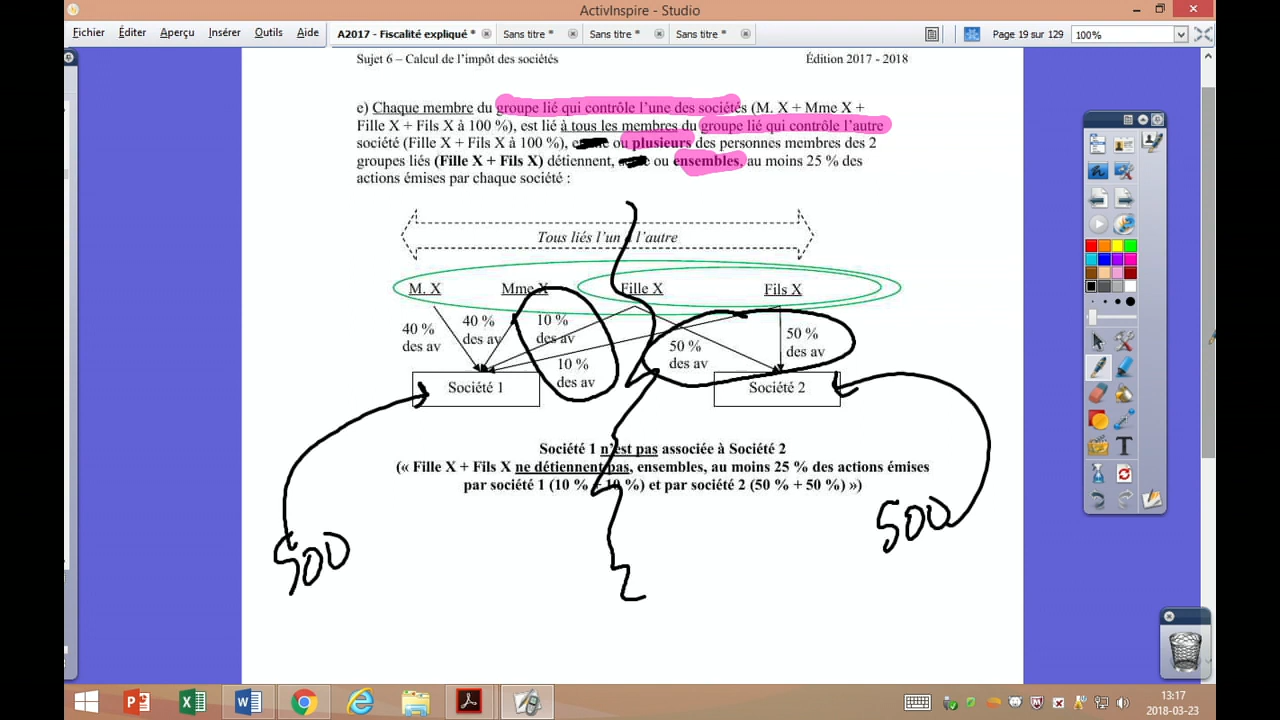 ActivInspire - Studio
Fichier Éditer Aperçu Insérer Outils Aide A2017 - Fiscalité expliqué * Sans titre * Sans titre * Sans titre * Page 19 sur 129 100%
Sujet 6 – Calcul de l'impôt des sociétés Édition 2017 - 2018
e) Chaque membre du groupe lié qui contrôle l'une des sociétés (M. X + Mme X +
Fille X + Fils X à 100 %), est lié à tous les membres du groupe lié qui contrôle l'autre
société (Fille X + Fils X à 100 %), ou plusieurs des personnes membres des 2
groupes liés (Fille X + Fils X) détiennent, ou ensembles, au moins 25 % des
actions émises par chaque société :
Tous liés l'un à l'autre
M. X Mme X Fille X Fils X
40 % des av
40 % des av
10 % des av
10 % des av
50 % des av
50 % des av
Société 1 Société 2
Société 1 n'est pas associée à Société 2
(« Fille X + Fils X ne détiennent pas, ensembles, au moins 25 % des actions émises
par société 1 (10 % + 10 %) et par société 2 (50 % + 50 %) »)
500 500
13:17
2018-03-23